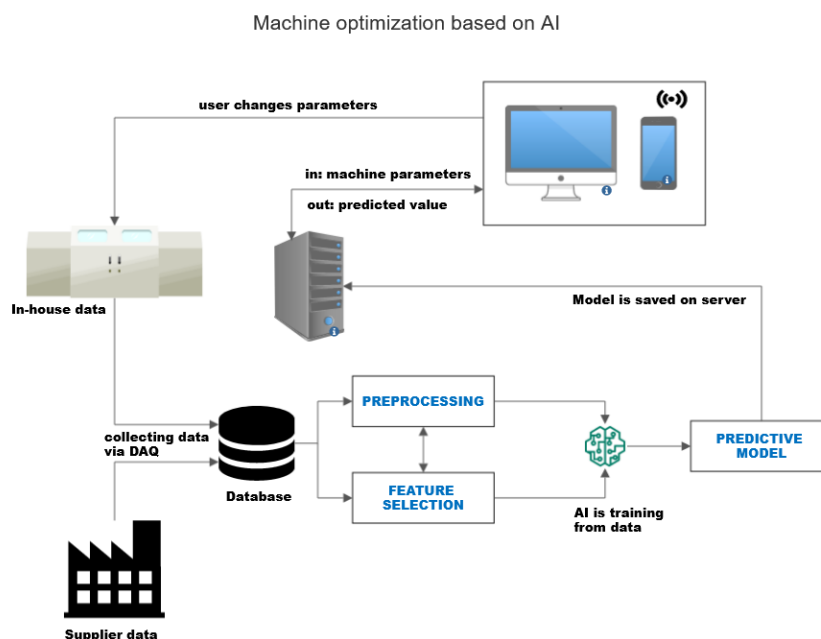 Machine optimization based on AI
user changes parameters
in: machine parameters
out: predicted value
In-house data
Model is saved on server
PREPROCESSING
collecting data
via DAQ
Database
FEATURE
SELECTION
PREDICTIVE
MODEL
AI is training
from data
Supplier data